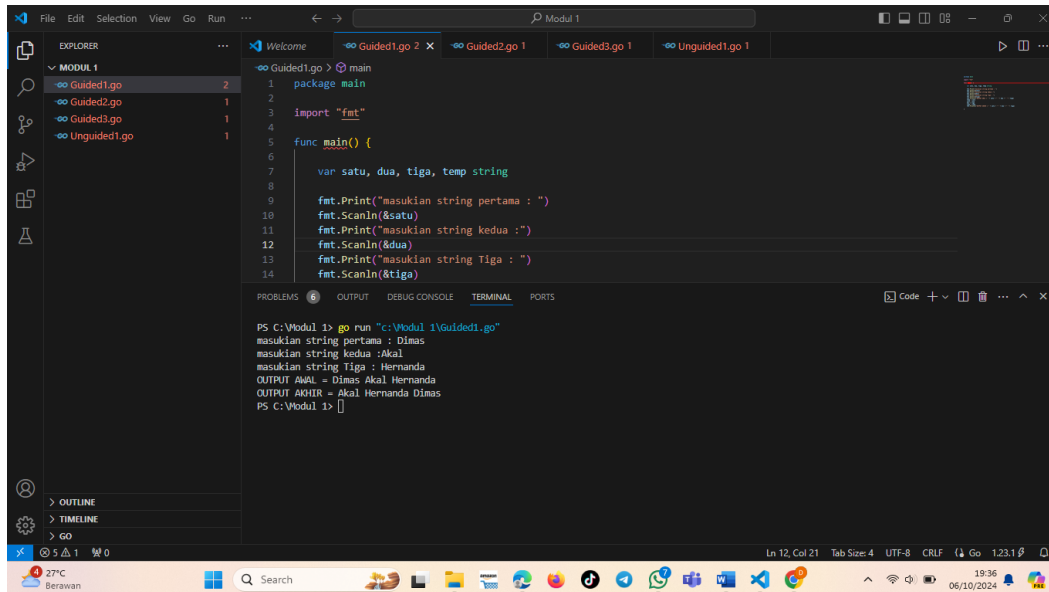 File Edit Selection View Go Run ... Modul 1
EXPLORER ...
MODUL 1
Guided1.go 2
Guided2.go 1
Guided3.go 1
Unguided1.go 1
Welcome Guided1.go 2 Guided2.go 1 Guided3.go 1 Unguided1.go 1
Guided1.go > main
1 package main
2
3 import "fmt"
4
5 func main() {
6
7 var satu, dua, tiga, temp string
8
9 fmt.Print("masukian string pertama : ")
10 fmt.Scanln(&satu)
11 fmt.Print("masukian string kedua :")
12 fmt.Scanln(&dua)
13 fmt.Print("masukian string Tiga : ")
14 fmt.Scanln(&tiga)
PROBLEMS 6 OUTPUT DEBUG CONSOLE TERMINAL PORTS Code
PS C:\Modul 1> go run "c:\Modul 1\Guided1.go"
masukian string pertama : Dimas
masukian string kedua :Akal
masukian string Tiga : Hernanda
OUTPUT AWAL = Dimas Akal Hernanda
OUTPUT AKHIR = Akal Hernanda Dimas
PS C:\Modul 1>
OUTLINE
TIMELINE
GO
5 1 0 Ln 12, Col 21 Tab Size: 4 UTF-8 CRLF Go 1.23.1
4 27°C
Berawan
Search
7
19:36
06/10/2024